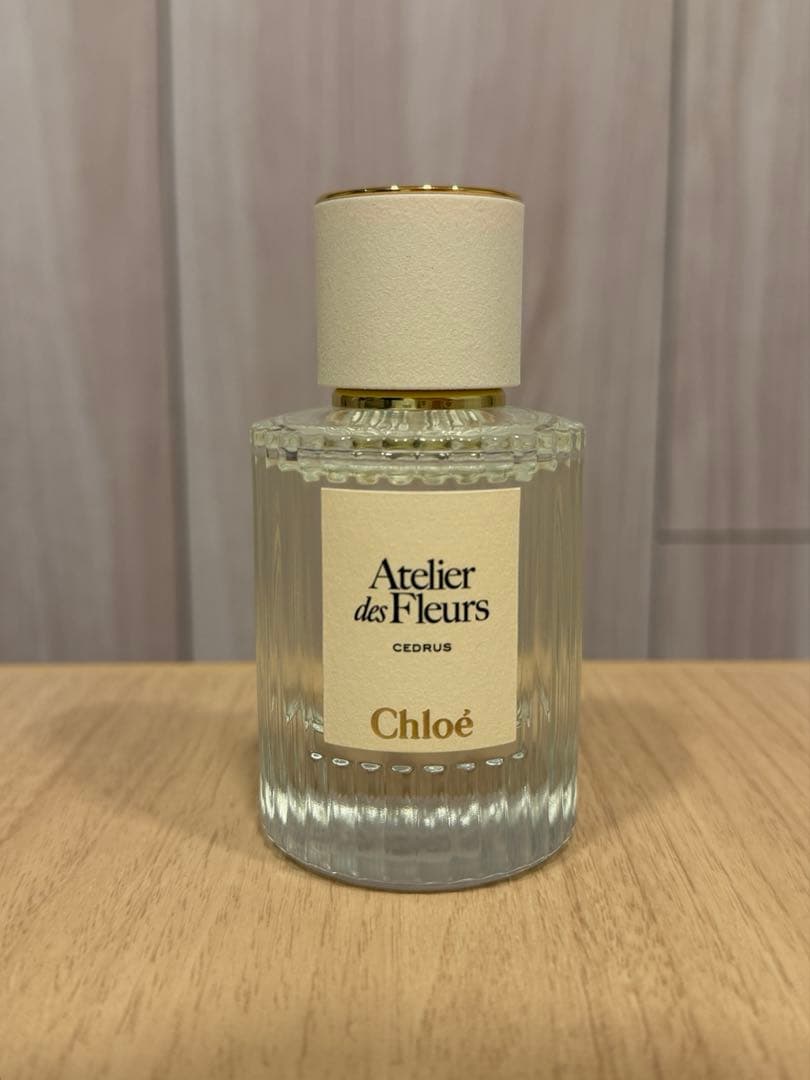 Atelier
des Fleurs
CEDRUS
Chloé